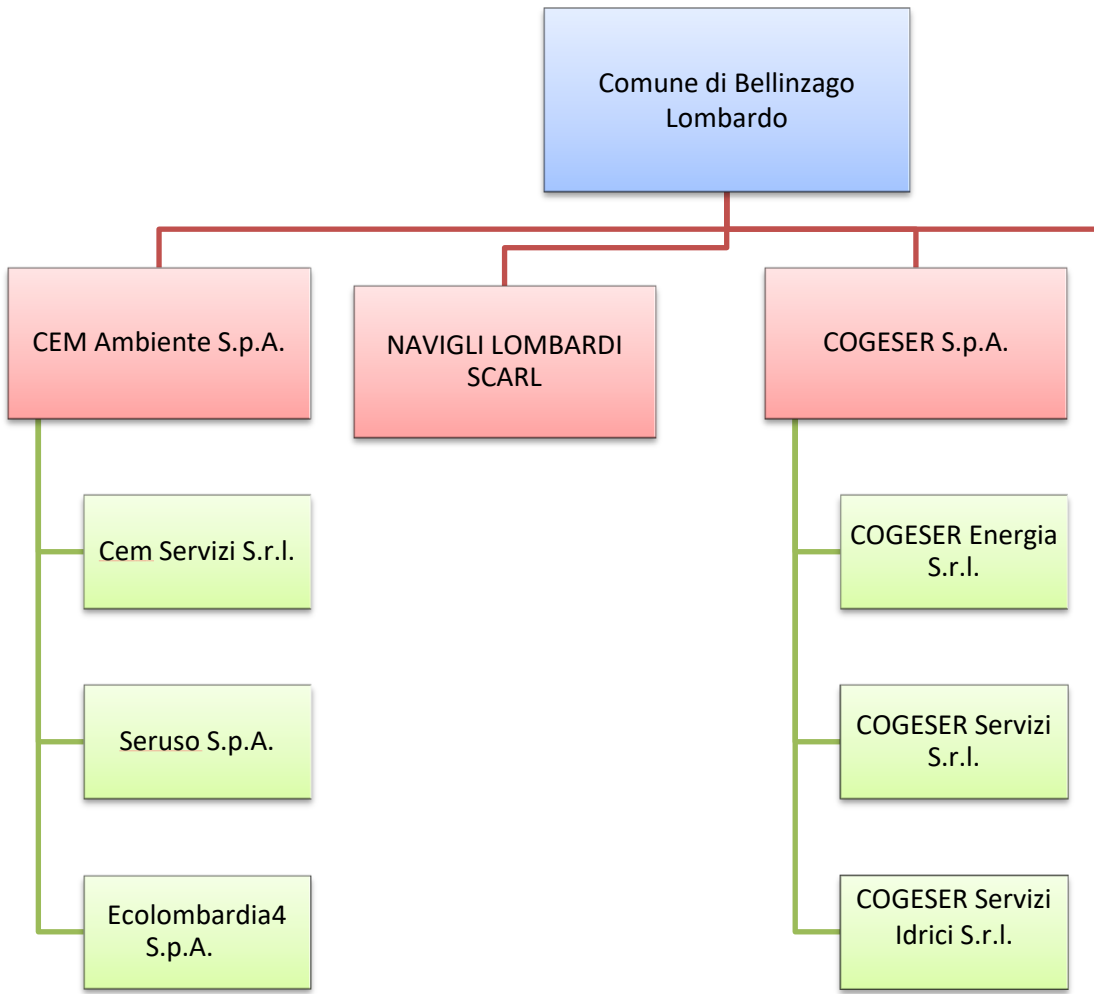 Comune di Bellinzago
Lombardo
CEM Ambiente S.p.A.
NAVIGLI LOMBARDI
SCARL
COGESER S.p.A.
Cem Servizi S.r.l.
Seruso S.p.A.
Ecolombardia4
S.p.A.
COGESER Energia
S.r.l.
COGESER Servizi
S.r.l.
COGESER Servizi
Idrici S.r.l.